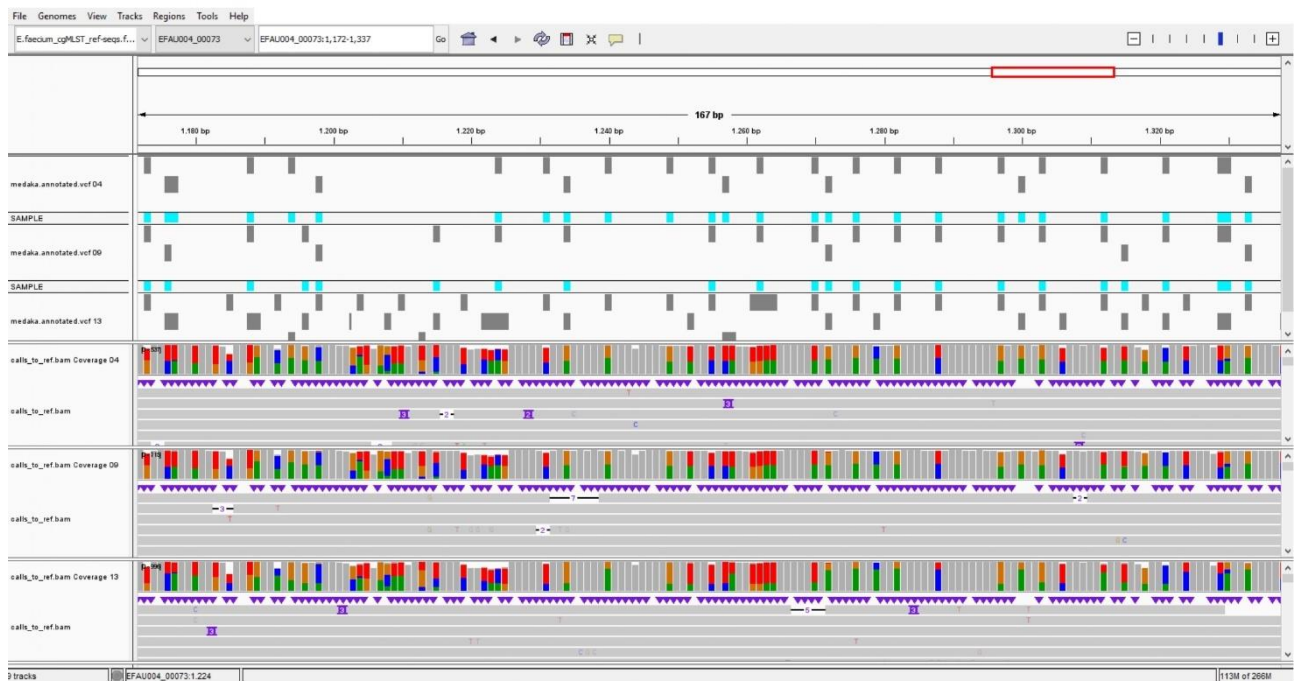 File Genomes View Tracks Regions Tools Help
E.faecium_cgMLST_ref-seqs.f... EFAU004_00073 EFAU004_00073:1,172-1,337 Go
167 bp
1.180 bp 1.200 bp 1.220 bp 1.240 bp 1.260 bp 1.280 bp 1.300 bp 1.320 bp
medaka.annotated.vcf 04
SAMPLE
medaka.annotated.vcf 09
SAMPLE
medaka.annotated.vcf 13
calls_to_ref.bam Coverage 04
calls_to_ref.bam
calls_to_ref.bam Coverage 09
calls_to_ref.bam
calls_to_ref.bam Coverage 13
calls_to_ref.bam
9 tracks EFAU004_00073:1.224 113M of 266M